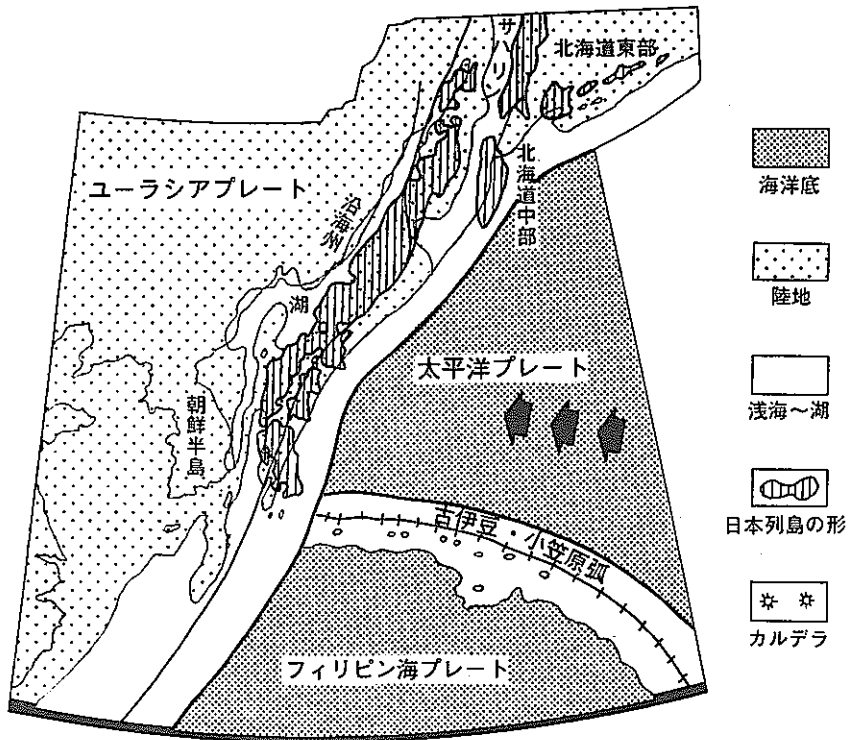 サハリン
北海道東部
ユーラシアプレート
沿海州
北海道中部
湖
朝鮮半島
太平洋プレート
古伊豆・小笠原弧
フィリピン海プレート
海洋底
陸地
浅海～湖
日本列島の形
カルデラ